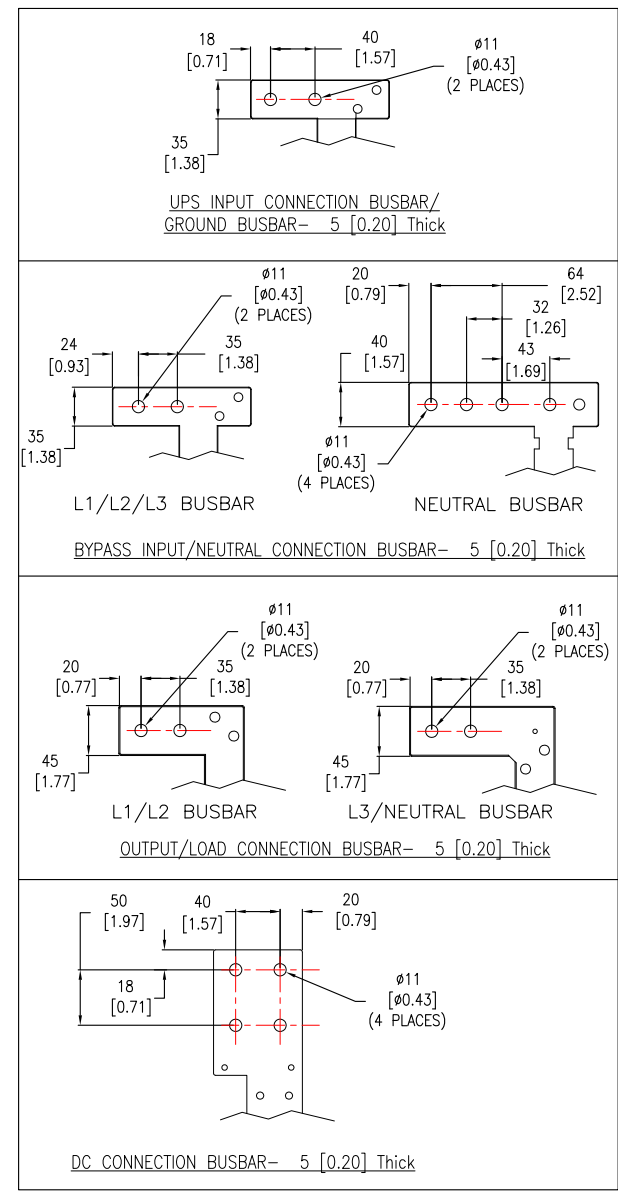 18
[0.71]
40
[1.57]
ø11
[ø0.43]
(2 PLACES)
35
[1.38]
UPS INPUT CONNECTION BUSBAR/
GROUND BUSBAR– 5 [0.20] Thick
24
[0.93]
ø11
[ø0.43]
(2 PLACES)
35
[1.38]
35
[1.38]
L1/L2/L3 BUSBAR
20
[0.79]
64
[2.52]
32
[1.26]
43
[1.69]
40
[1.57]
ø11
[ø0.43]
(4 PLACES)
NEUTRAL BUSBAR
BYPASS INPUT/NEUTRAL CONNECTION BUSBAR– 5 [0.20] Thick
20
[0.77]
ø11
[ø0.43]
(2 PLACES)
35
[1.38]
45
[1.77]
L1/L2 BUSBAR
20
[0.77]
ø11
[ø0.43]
(2 PLACES)
35
[1.38]
45
[1.77]
L3/NEUTRAL BUSBAR
OUTPUT/LOAD CONNECTION BUSBAR– 5 [0.20] Thick
50
[1.97]
40
[1.57]
20
[0.79]
18
[0.71]
ø11
[ø0.43]
(4 PLACES)
DC CONNECTION BUSBAR– 5 [0.20] Thick